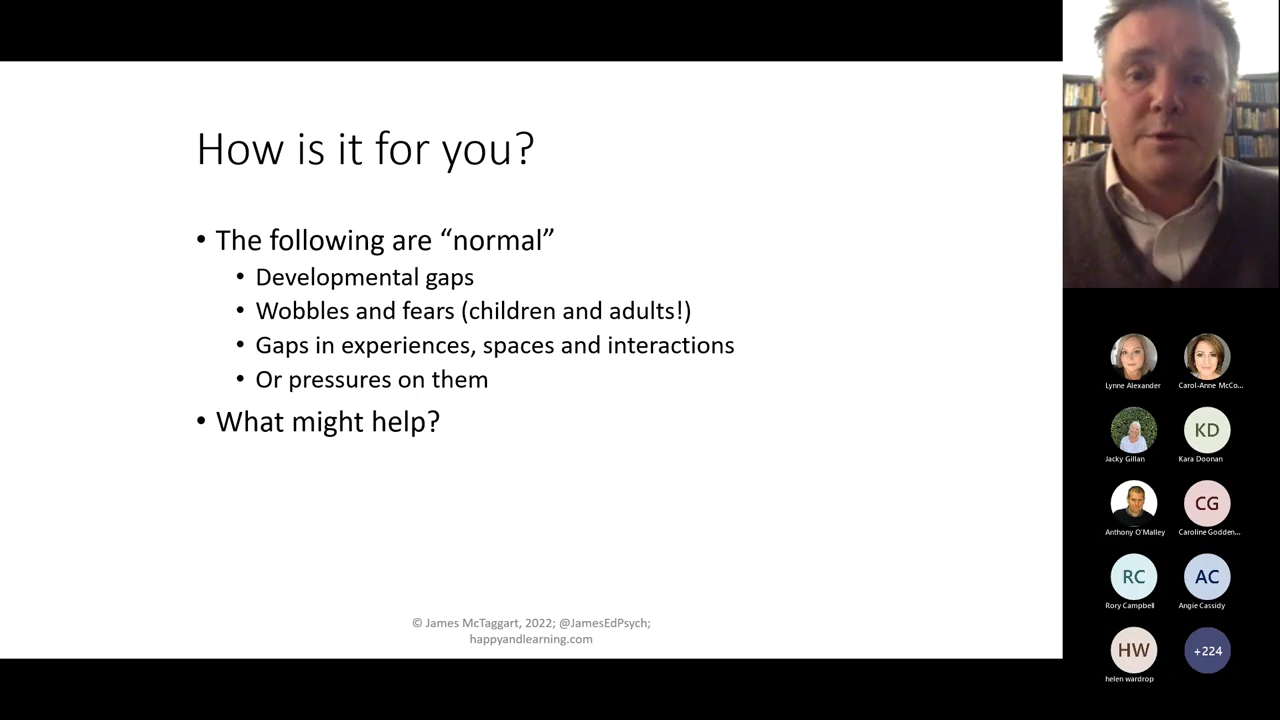 How is it for you?
• The following are “normal”
• Developmental gaps
• Wobbles and fears (children and adults!)
• Gaps in experiences, spaces and interactions
• Or pressures on them
• What might help?
© James McTaggart, 2022; @JamesEdPsych;
happyandlearning.com
Lynne Alexander
Carol-Anne McCo...
Jacky Gillan
KD
Kara Doonan
Anthony O'Malley
CG
Caroline Godden...
RC
Rory Campbell
AC
Angie Cassidy
HW
helen wardrop
+224